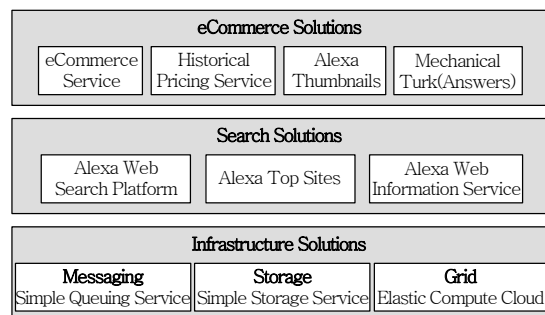 eCommerce Solutions
eCommerce Service
Historical Pricing Service
Alexa Thumbnails
Mechanical Turk(Answers)
Search Solutions
Alexa Web Search Platform
Alexa Top Sites
Alexa Web Information Service
Infrastructure Solutions
Messaging
Simple Queuing Service
Storage
Simple Storage Service
Grid
Elastic Compute Cloud